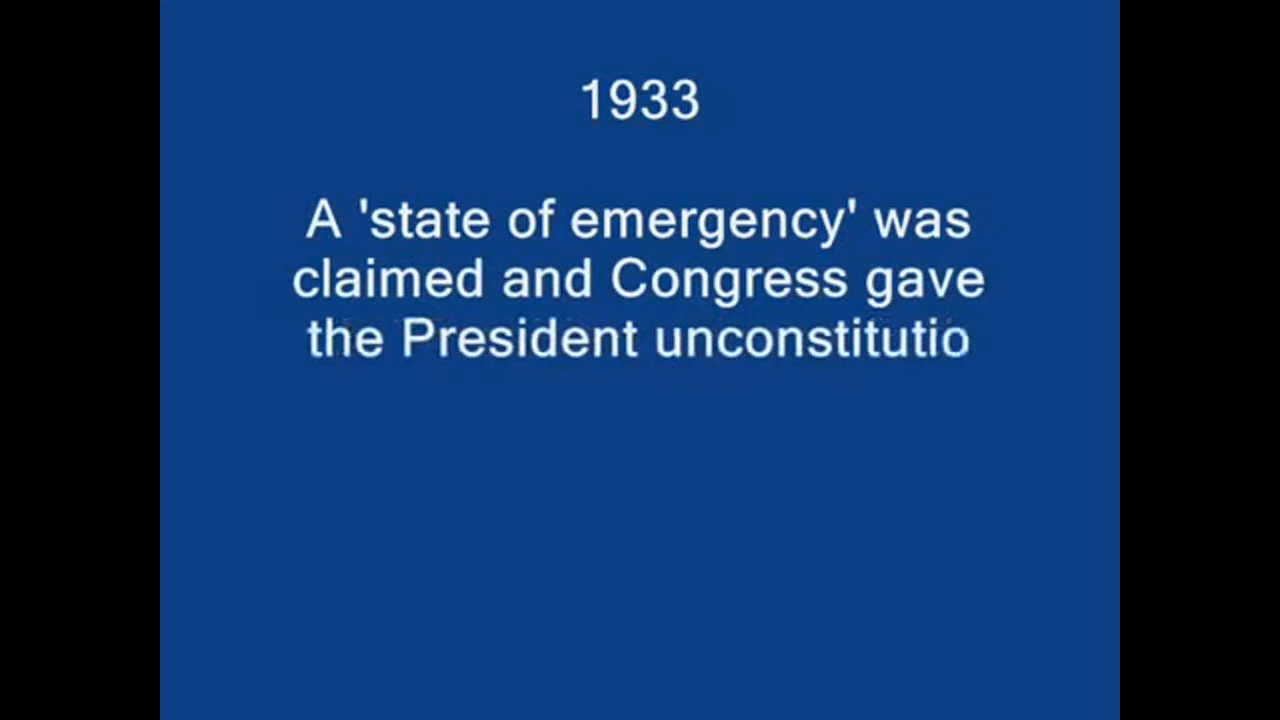 1933
A 'state of emergency' was
claimed and Congress gave
the President unconstitutio